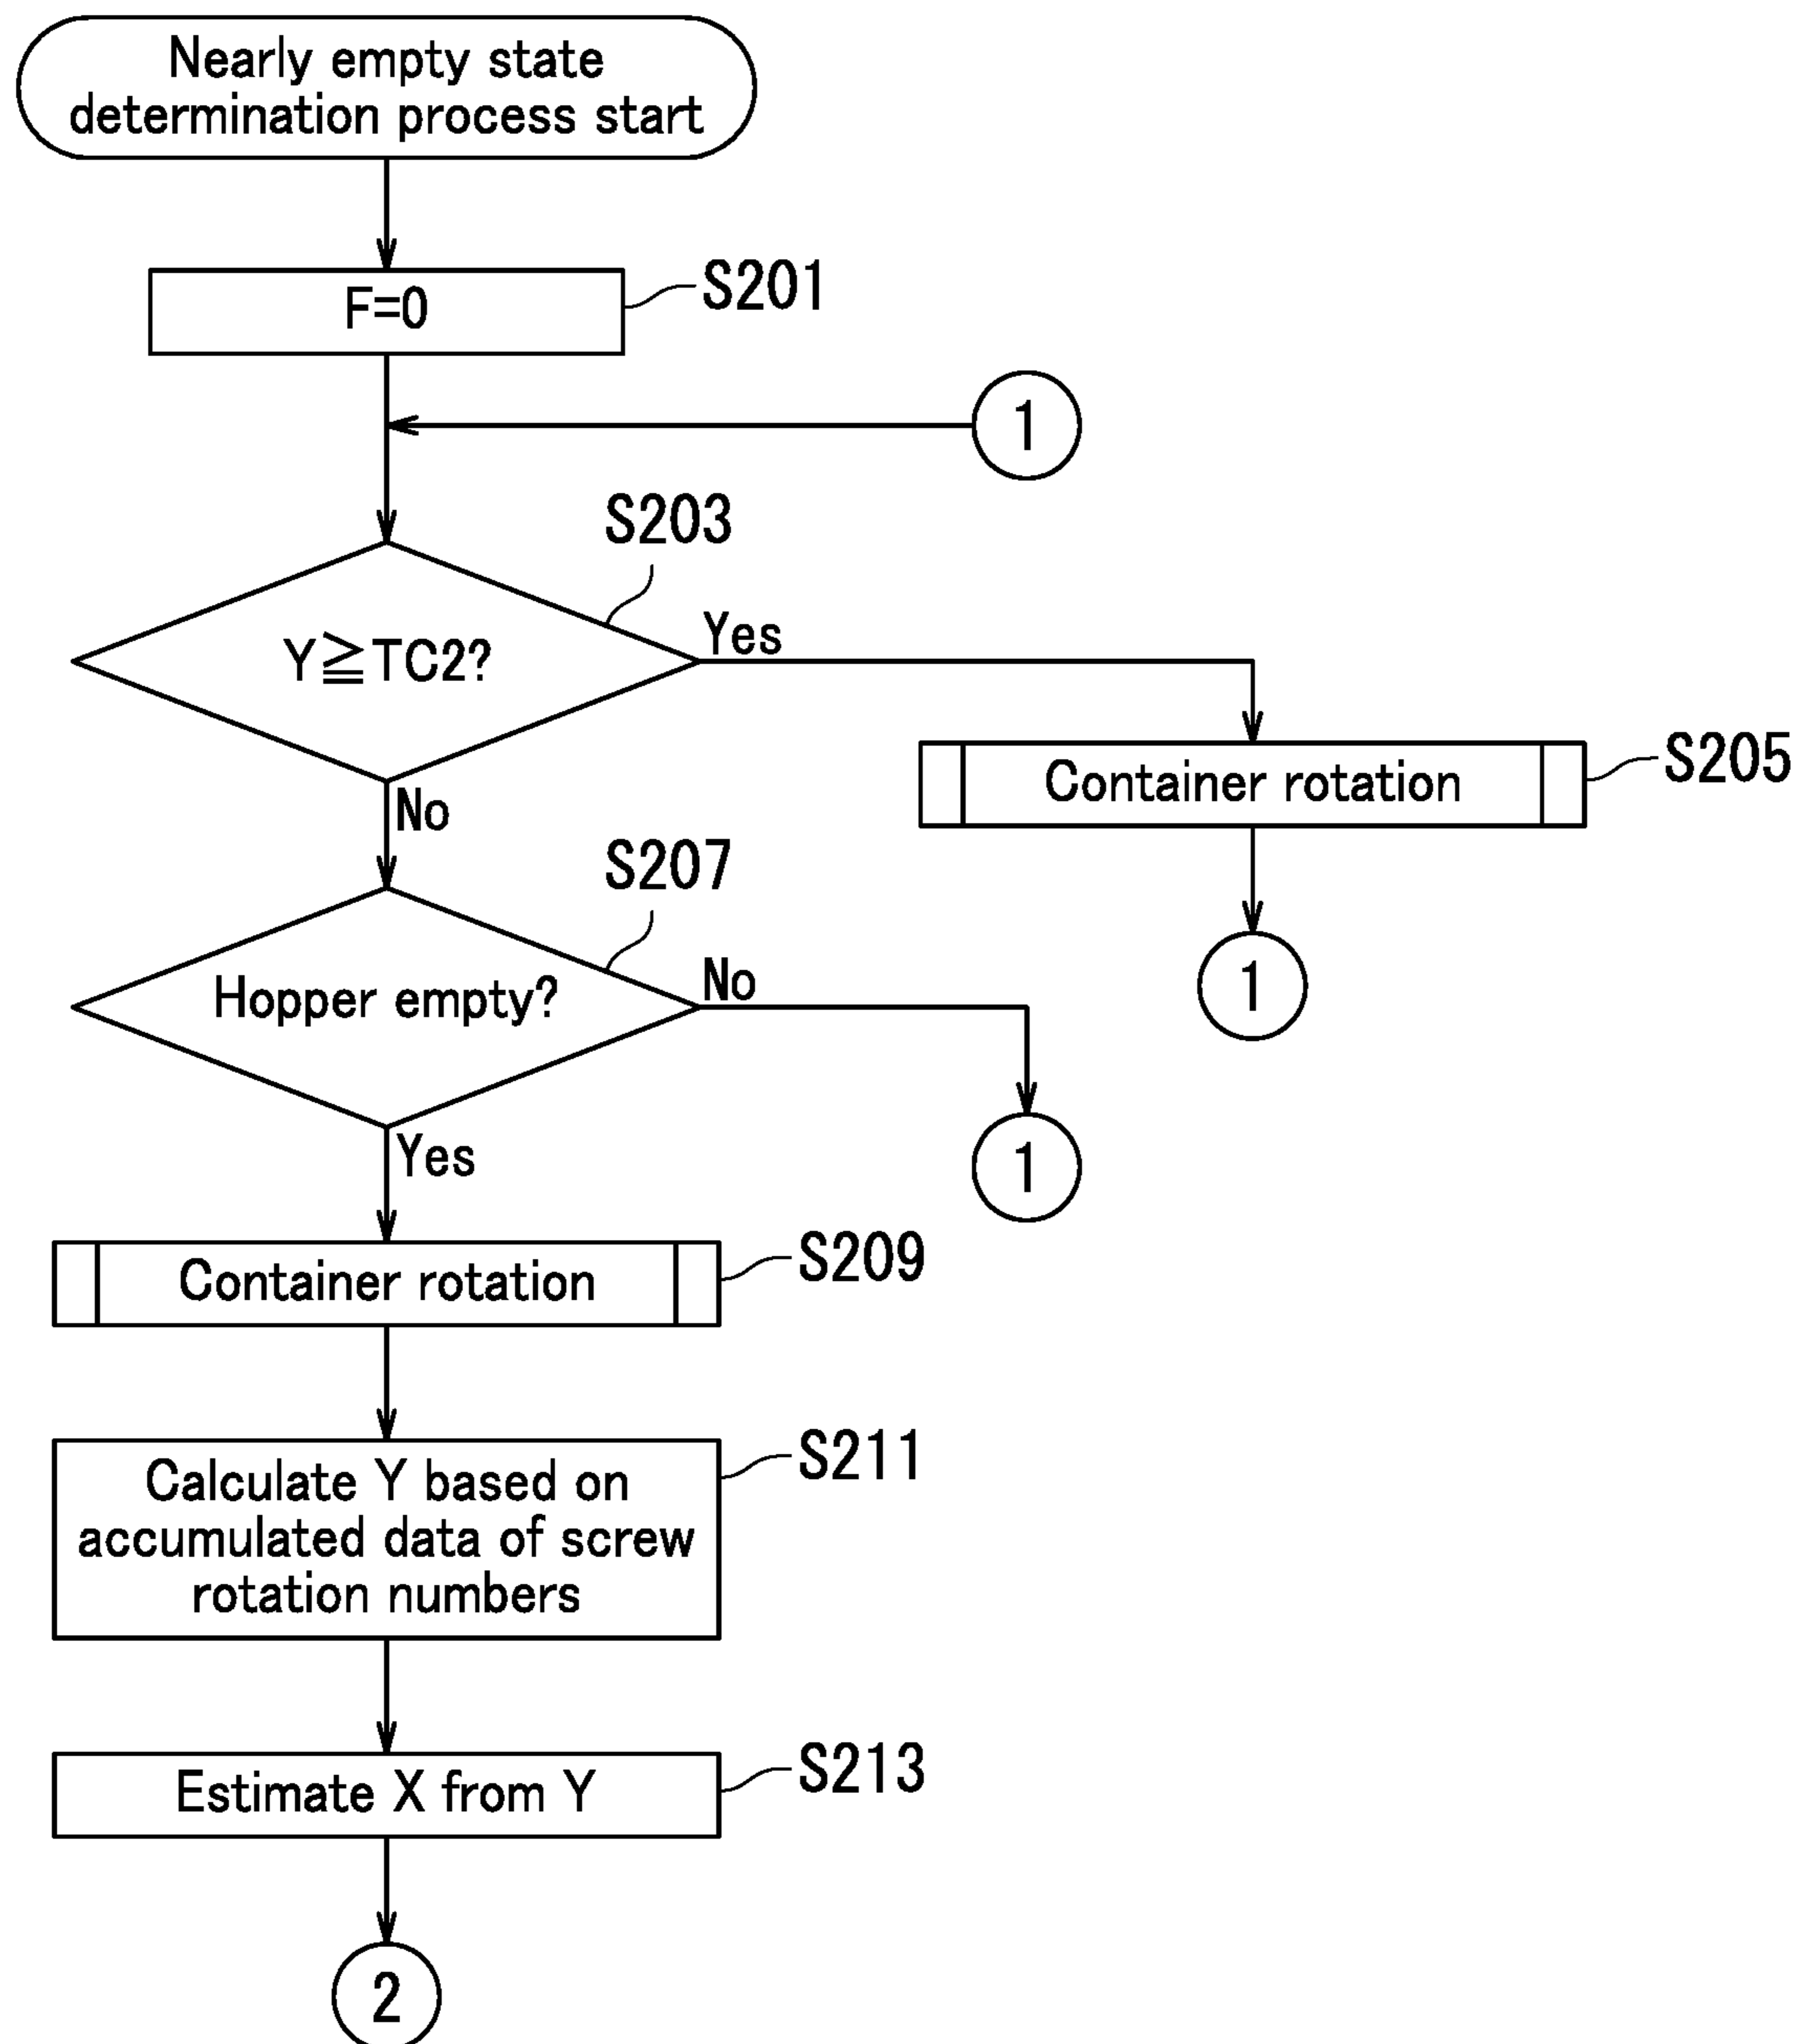 Nearly empty state
determination process start
F=0
S201
1
S203
Y≧TC2?
Yes
No
Container rotation
S205
1
S207
Hopper empty?
No
Yes
1
Container rotation
S209
Calculate Y based on
accumulated data of screw
rotation numbers
S211
Estimate X from Y
S213
2